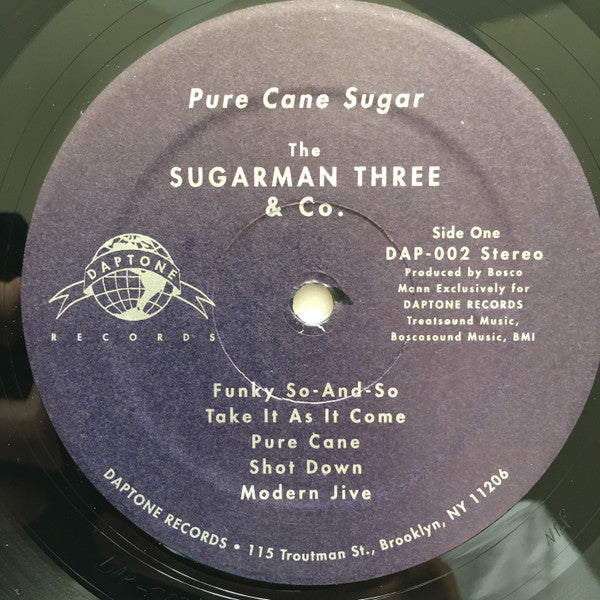 Pure Cane Sugar
The
SUGARMAN THREE
& Co.
Side One
DAP-002 Stereo
Produced by Bosco
Mann Exclusively for
DAPTONE RECORDS
Treatsound Music,
Boscosound Music, BMI
DAPTONE
RECORDS
Funky So-And-So
Take It As It Come
Pure Cane
Shot Down
Modern Jive
DAPTONE RECORDS • 115 Troutman St., Brooklyn, NY 11206